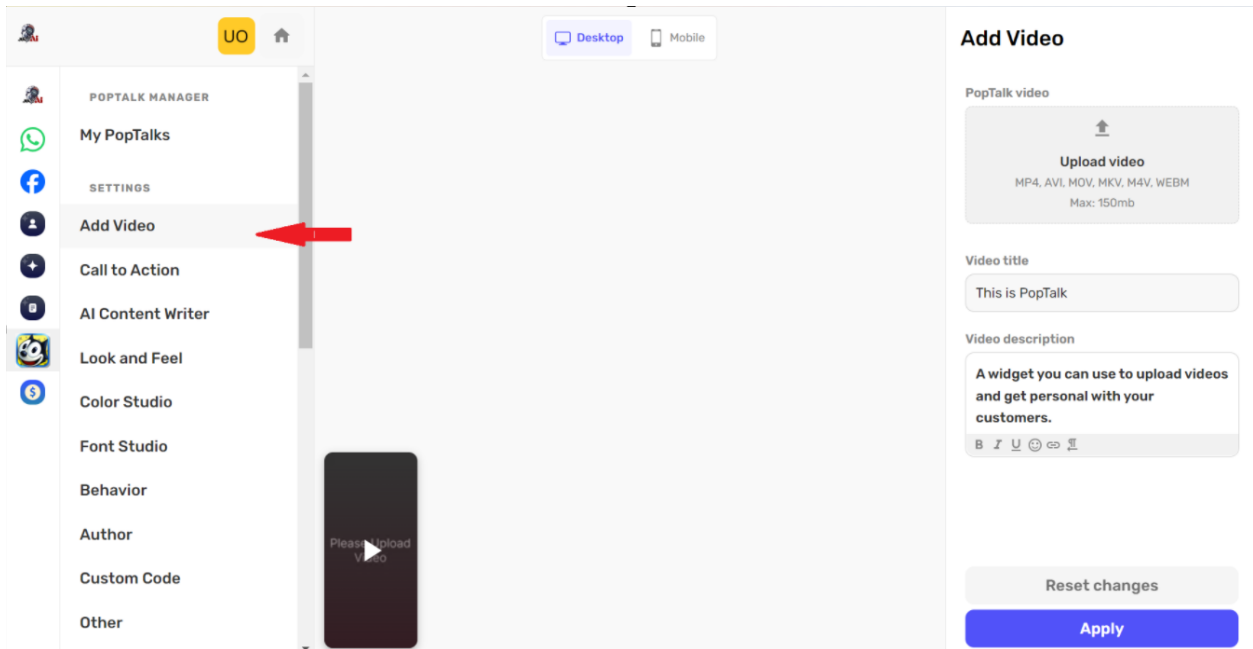 UO
Desktop
Mobile
POPTALK MANAGER
My PopTalks
SETTINGS
Add Video
Call to Action
AI Content Writer
Look and Feel
Color Studio
Font Studio
Behavior
Author
Custom Code
Other
Please Upload
Video
Add Video
PopTalk video
Upload video
MP4, AVI, MOV, MKV, M4V, WEBM
Max: 150mb
Video title
This is PopTalk
Video description
A widget you can use to upload videos
and get personal with your
customers.
B I U
Reset changes
Apply